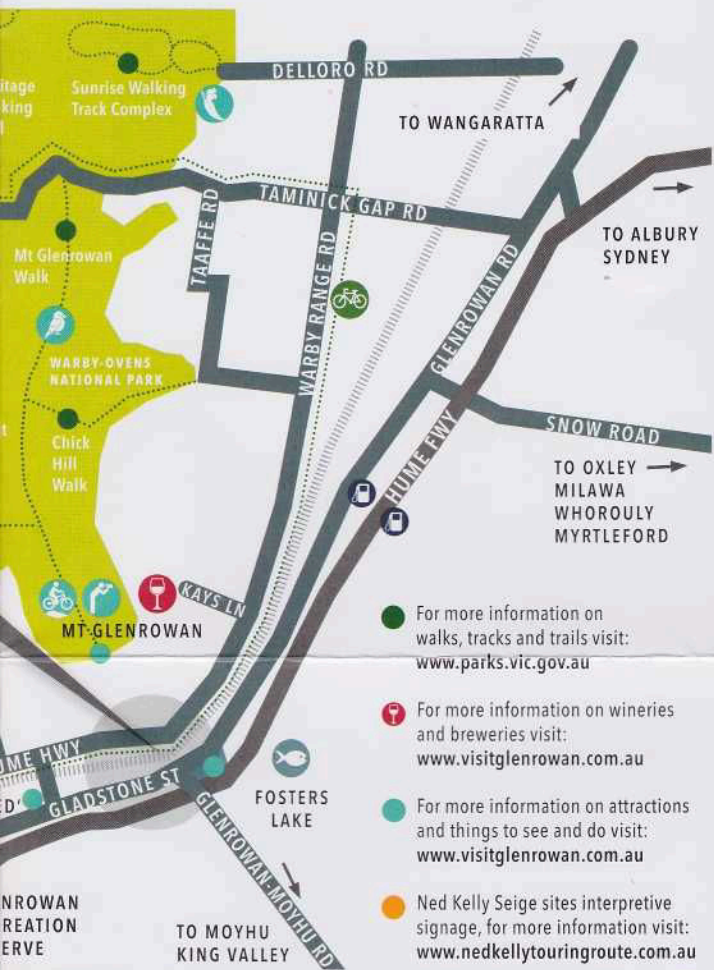 DELLORO RD
itage
king
Sunrise Walking
Track Complex
TO WANGARATTA
TAMINICK GAP RD
TAAFFE RD
WARBY RANGE RD
GLENROWAN RD
TO ALBURY
SYDNEY
Mt Glenrowan
Walk
WARBY-OVENS
NATIONAL PARK
Chick
Hill
Walk
t
HUME FWY
SNOW ROAD
TO OXLEY
MILAWA
WHOROULY
MYRTLEFORD
KAYS LN
MT GLENROWAN
For more information on
walks, tracks and trails visit:
www.parks.vic.gov.au
For more information on wineries
and breweries visit:
www.visitglenrowan.com.au
UME HWY
ED'
GLADSTONE ST
FOSTERS
LAKE
For more information on attractions
and things to see and do visit:
www.visitglenrowan.com.au
GLENROWAN-MOYHU RD
NROWAN
REATION
ERVE
TO MOYHU
KING VALLEY
Ned Kelly Seige sites interpretive
signage, for more information visit:
www.nedkellytouringroute.com.au